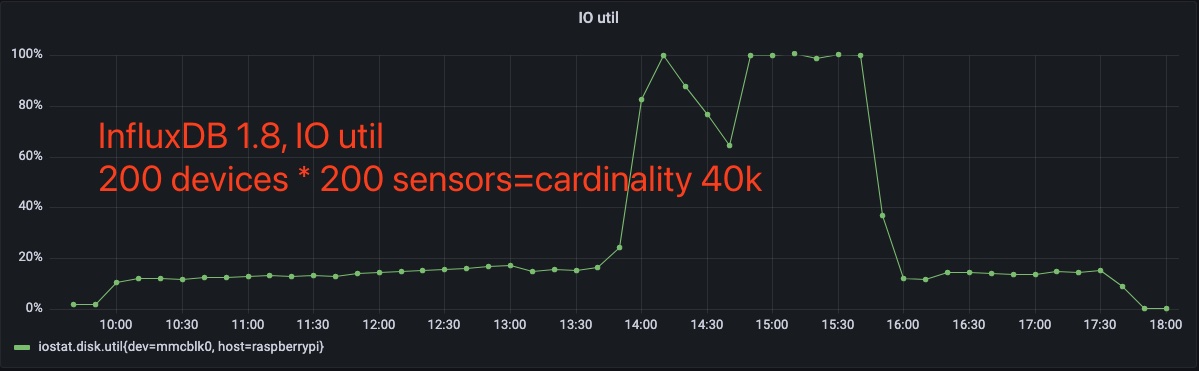 IO util
100%
80%
60%
40%
20%
0%
InfluxDB 1.8, IO util
200 devices * 200 sensors=cardinality 40k
10:00 10:30 11:00 11:30 12:00 12:30 13:00 13:30 14:00 14:30 15:00 15:30 16:00 16:30 17:00 17:30 18:00
iostat.disk.util{dev=mmcblk0, host=raspberrypi}